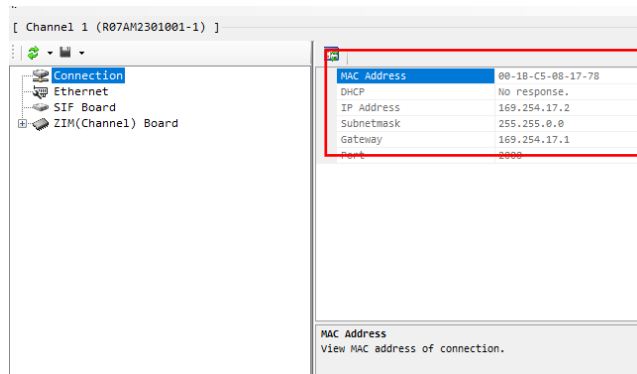 [ Channel 1 (R07AM2301001-1) ]
Connection
Ethernet
SIF Board
ZIM(Channel) Board
MAC Address 00-1B-C5-08-17-78
DHCP No response.
IP Address 169.254.17.2
Subnetmask 255.255.0.0
Gateway 169.254.17.1
Port 2000
MAC Address
View MAC address of connection.